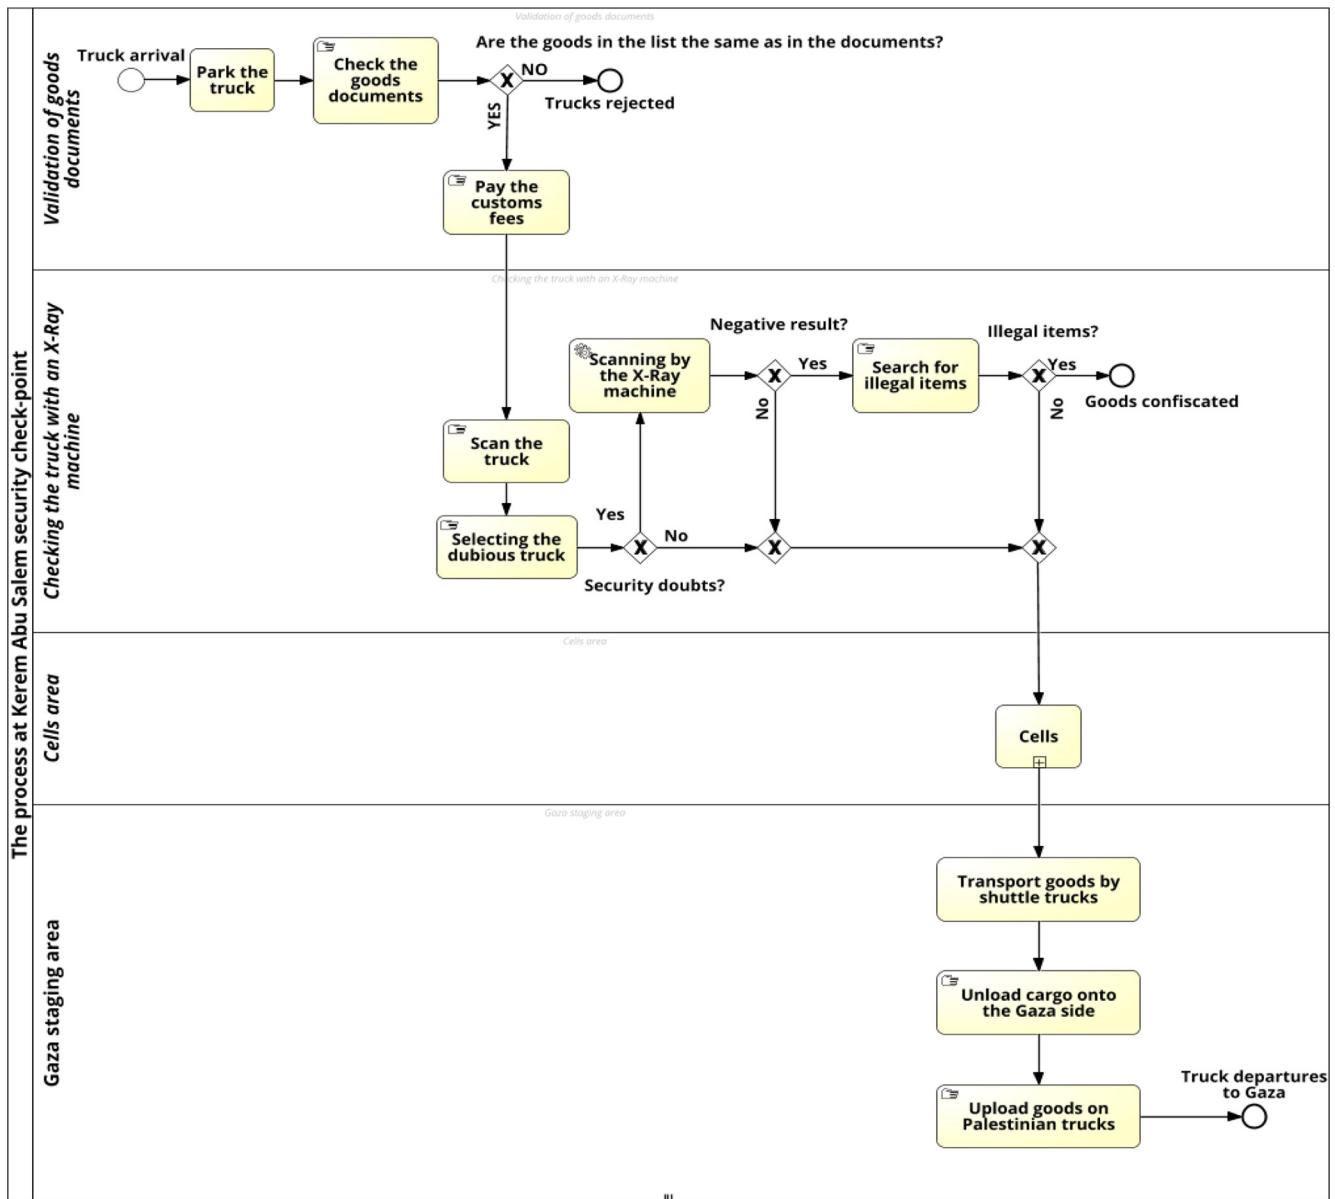 The process at Kerem Abu Salem security check-point
Validation of goods
documents
Validation of goods documents
Truck arrival
Park the
truck
Check the
goods
documents
Are the goods in the list the same as in the documents?
NO
Trucks rejected
YES
Pay the
customs
fees
Checking the truck with an X-Ray
machine
Checking the truck with an X-Ray machine
Scan the
truck
Selecting the
dubious truck
Yes
No
Security doubts?
Scanning by
the X-Ray
machine
Negative result?
Yes
No
Search for
illegal items
Illegal items?
Yes
No
Goods confiscated
Cells area
Cells area
Cells
Gaza staging area
Gaza staging area
Transport goods by
shuttle trucks
Unload cargo onto
the Gaza side
Upload goods on
Palestinian trucks
Truck departures
to Gaza